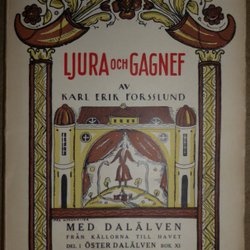 LJURA OCH GAGNEF
AV
KARL ERIK FORSSLUND
MED DALÄLVEN
FRÅN KÄLLORNA TILL HAVET
DEL I ÖSTER DALÄLVEN BOK XI